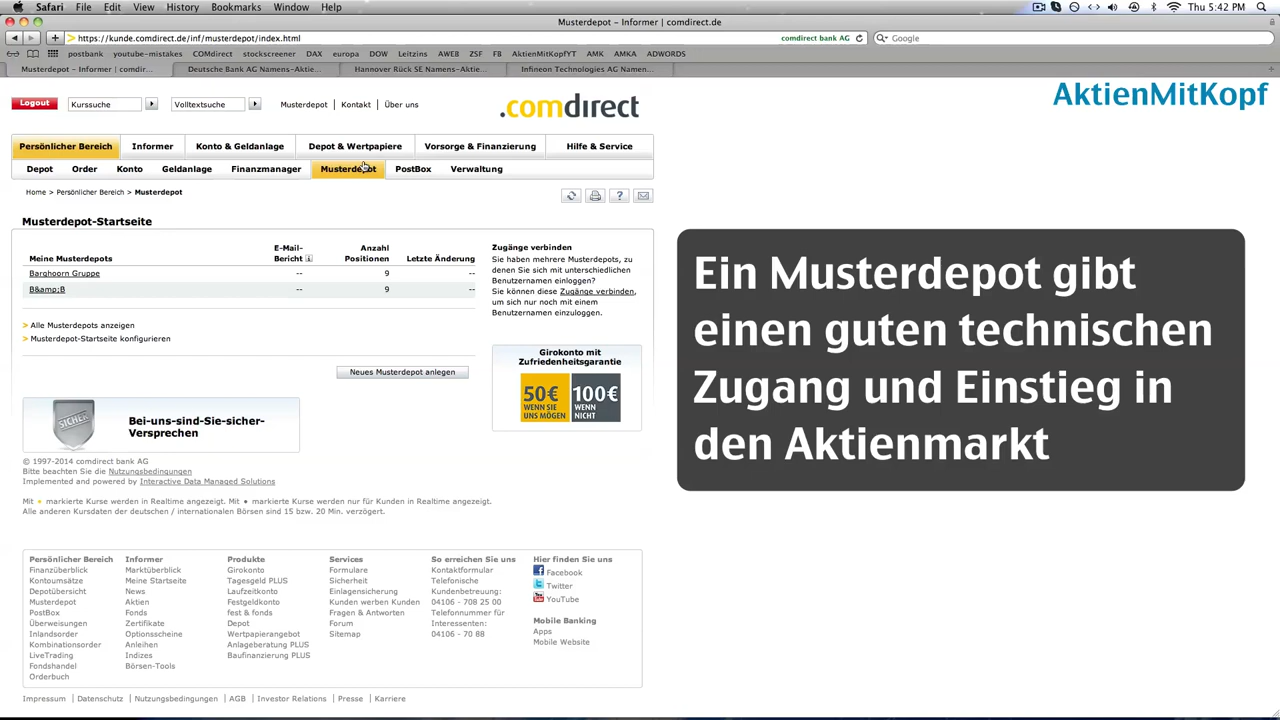 Safari File Edit View History Bookmarks Window Help Thu 5:42 PM
Musterdepot – Informer | comdirect.de
https://kunde.comdirect.de/inf/musterdepot/index.html comdirect bank AG Google
postbank youtube-mistakes COMdirect stockscreener DAX europa DOW Leitzins AWEB ZSF FB AktienMitKopfYT AMK AMKA ADWORDS
Musterdepot – Informer | comdir... Deutsche Bank AG Namens-Aktie... Hannover Rück SE Namens-Aktie... Infineon Technologies AG Namen...
AktienMitKopf
Logout Kurssuche Volltextsuche Musterdepot | Kontakt | Über uns
.comdirect
Persönlicher Bereich Informer Konto & Geldanlage Depot & Wertpapiere Vorsorge & Finanzierung Hilfe & Service
Depot Order Konto Geldanlage Finanzmanager Musterdepot PostBox Verwaltung
Home > Persönlicher Bereich > Musterdepot
Musterdepot-Startseite
Meine Musterdepots E-Mail-Bericht Anzahl Positionen Letzte Änderung
Barghoorn Gruppe -- 9 --
B&amp;B -- 9 --
> Alle Musterdepots anzeigen
> Musterdepot-Startseite konfigurieren
Neues Musterdepot anlegen
Zugänge verbinden
Sie haben mehrere Musterdepots, zu
denen Sie sich mit unterschiedlichen
Benutzernamen einloggen?
Sie können diese Zugänge verbinden,
um sich nur noch mit einem
Benutzernamen einzuloggen.
Girokonto mit
Zufriedenheitsgarantie
50€ 100€
WENN SIE WENN
UNS MÖGEN NICHT
Ein Musterdepot gibt
einen guten technischen
Zugang und Einstieg in
den Aktienmarkt
SICHER
Bei-uns-sind-Sie-sicher-
Versprechen
© 1997-2014 comdirect bank AG
Bitte beachten Sie die Nutzungsbedingungen
Implemented and powered by Interactive Data Managed Solutions
Mit markierte Kurse werden in Realtime angezeigt. Mit markierte Kurse werden nur für Kunden in Realtime angezeigt.
Alle anderen Kursdaten der deutschen / internationalen Börsen sind 15 bzw. 20 Min. verzögert.
Persönlicher Bereich
Finanzüberblick
Kontoumsätze
Depotübersicht
Musterdepot
PostBox
Überweisungen
Inlandsorder
Kombinationsorder
LiveTrading
Fondshandel
Orderbuch
Informer
Marktüberblick
Meine Startseite
News
Aktien
Fonds
Zertifikate
Optionsscheine
Anleihen
Indizes
Börsen-Tools
Produkte
Girokonto
Tagesgeld PLUS
Laufzeitkonto
Festgeldkonto
fest & fonds
Depot
Wertpapierangebot
Anlageberatung PLUS
Baufinanzierung PLUS
Services
Formulare
Sicherheit
Einlagensicherung
Kunden werben Kunden
Fragen & Antworten
Forum
Sitemap
So erreichen Sie uns
Kontaktformular
Telefonische
Kundenbetreuung:
04106 - 708 25 00
Telefonnummer für
Interessenten:
04106 - 70 88
Hier finden Sie uns
Facebook
Twitter
YouTube
Mobile Banking
Apps
Mobile Website
Impressum | Datenschutz | Nutzungsbedingungen | AGB | Investor Relations | Presse | Karriere